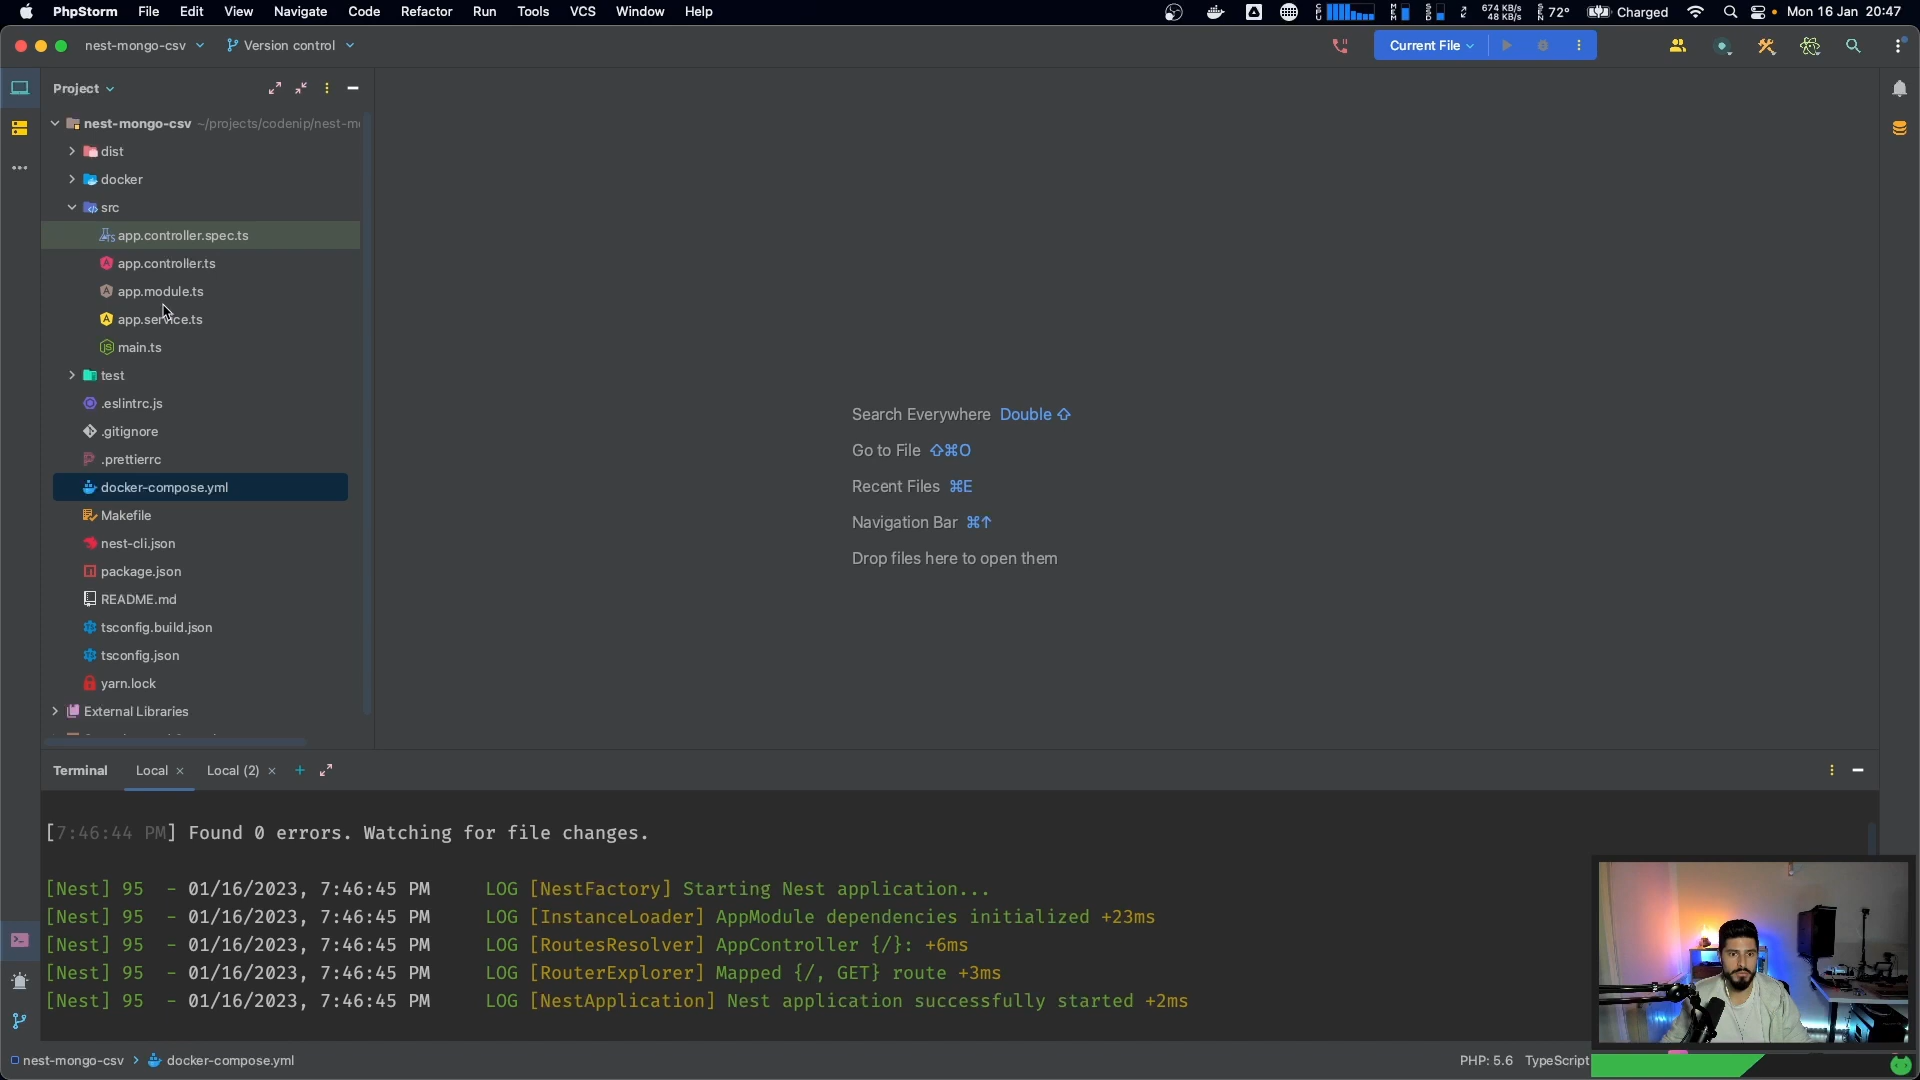 PhpStorm File Edit View Navigate Code Refactor Run Tools VCS Window Help
674 KB/s
48 KB/s
72° Charged Mon 16 Jan 20:47
nest-mongo-csv Version control Current File
Project
nest-mongo-csv ~/projects/codenip/nest-m
dist
docker
src
app.controller.spec.ts
app.controller.ts
app.module.ts
app.service.ts
main.ts
test
.eslintrc.js
.gitignore
.prettierrc
docker-compose.yml
Makefile
nest-cli.json
package.json
README.md
tsconfig.build.json
tsconfig.json
yarn.lock
External Libraries
Search Everywhere Double ⇧
Go to File ⇧⌘O
Recent Files ⌘E
Navigation Bar ⌘↑
Drop files here to open them
Terminal Local × Local (2) × +
[7:46:44 PM] Found 0 errors. Watching for file changes.
[Nest] 95 - 01/16/2023, 7:46:45 PM LOG [NestFactory] Starting Nest application...
[Nest] 95 - 01/16/2023, 7:46:45 PM LOG [InstanceLoader] AppModule dependencies initialized +23ms
[Nest] 95 - 01/16/2023, 7:46:45 PM LOG [RoutesResolver] AppController {/}: +6ms
[Nest] 95 - 01/16/2023, 7:46:45 PM LOG [RouterExplorer] Mapped {/, GET} route +3ms
[Nest] 95 - 01/16/2023, 7:46:45 PM LOG [NestApplication] Nest application successfully started +2ms
nest-mongo-csv > docker-compose.yml PHP: 5.6 TypeScript